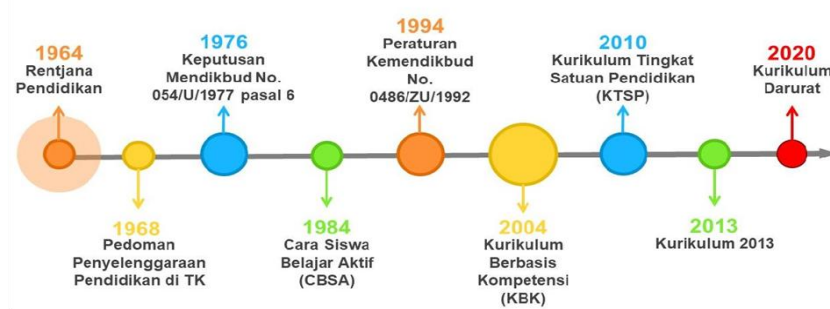 1964
Rentjana
Pendidikan
1968
Pedoman
Penyelenggaraan
Pendidikan di TK
1976
Keputusan
Mendikbud No.
054/U/1977 pasal 6
1984
Cara Siswa
Belajar Aktif
(CBSA)
1994
Peraturan
Kemendikbud
No.
0486/ZU/1992
2004
Kurikulum
Berbasis
Kompetensi
(KBK)
2010
Kurikulum Tingkat
Satuan Pendidikan
(KTSP)
2013
Kurikulum 2013
2020
Kurikulum
Darurat